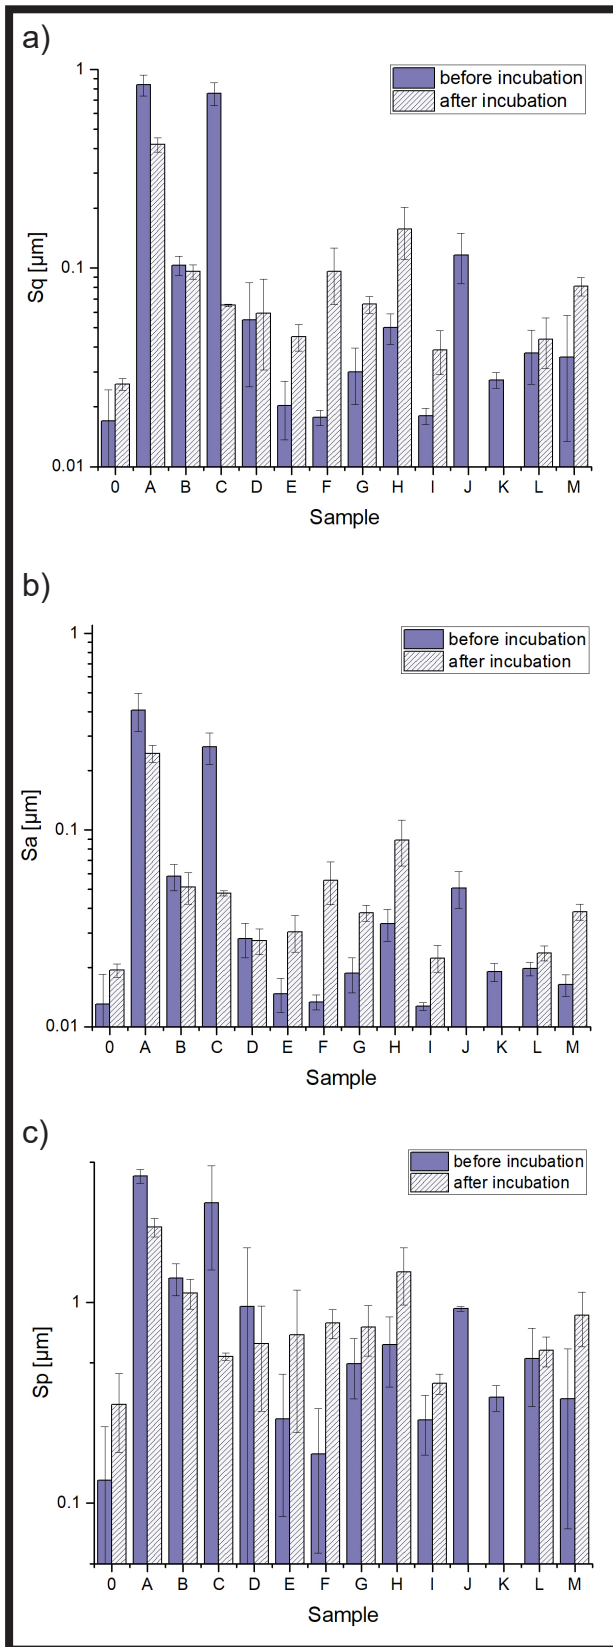 a)
before incubation
after incubation
1
0.1
0.01
Sq [µm]
0 A B C D E F G H I J K L M
Sample
b)
before incubation
after incubation
1
0.1
0.01
Sa [µm]
0 A B C D E F G H I J K L M
Sample
c)
before incubation
after incubation
1
0.1
Sp [µm]
0 A B C D E F G H I J K L M
Sample